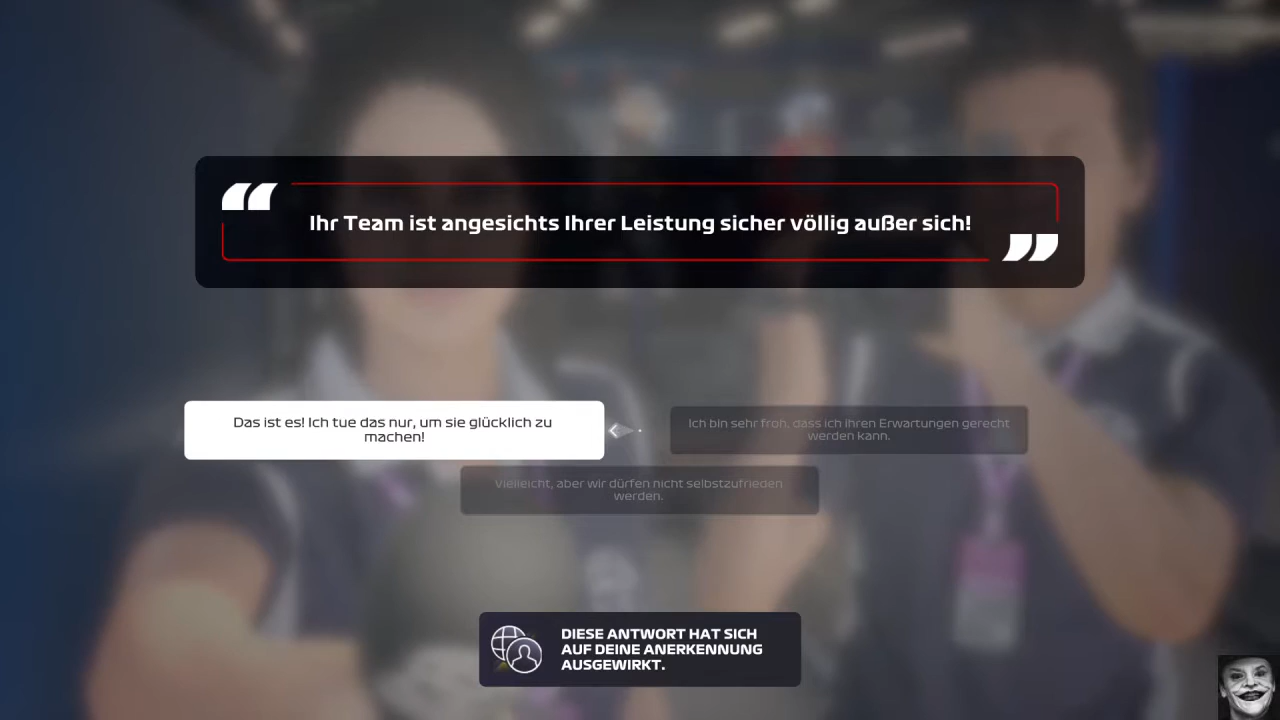 Ihr Team ist angesichts Ihrer Leistung sicher völlig außer sich!
Das ist es! Ich tue das nur, um sie glücklich zu
machen!
Ich bin sehr froh, dass ich ihren Erwartungen gerecht
werden kann.
Vielleicht, aber wir dürfen nicht selbstzufrieden
werden.
DIESE ANTWORT HAT SICH
AUF DEINE ANERKENNUNG
AUSGEWIRKT.